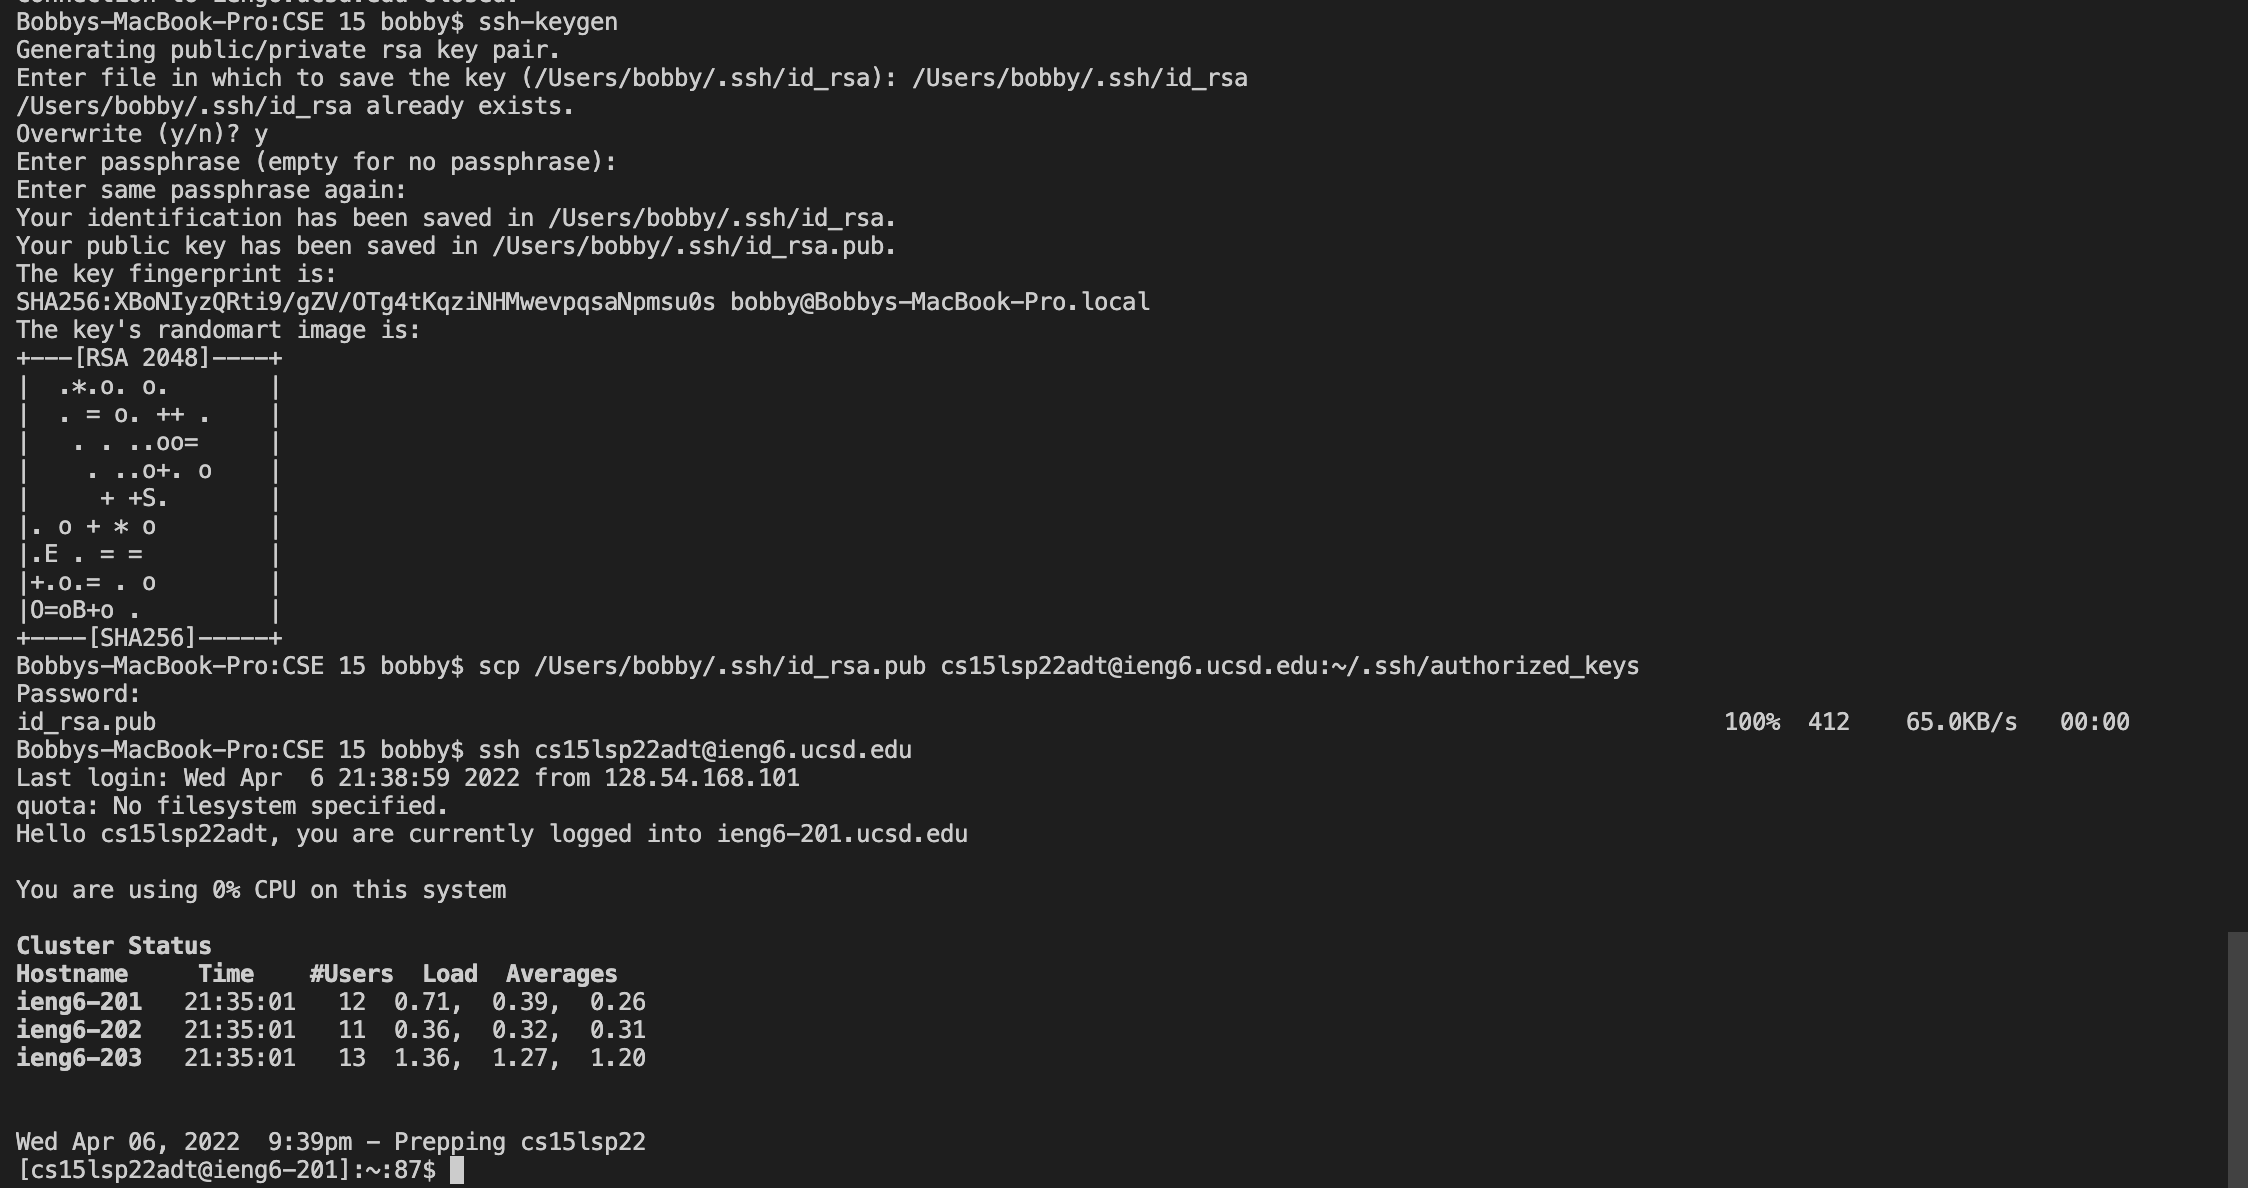 Connection to ieng6.ucsd.edu closed.
Bobbys-MacBook-Pro:CSE 15 bobby$ ssh-keygen
Generating public/private rsa key pair.
Enter file in which to save the key (/Users/bobby/.ssh/id_rsa): /Users/bobby/.ssh/id_rsa
/Users/bobby/.ssh/id_rsa already exists.
Overwrite (y/n)? y
Enter passphrase (empty for no passphrase):
Enter same passphrase again:
Your identification has been saved in /Users/bobby/.ssh/id_rsa.
Your public key has been saved in /Users/bobby/.ssh/id_rsa.pub.
The key fingerprint is:
SHA256:XBoNIyzQRti9/gZV/OTg4tKqziNHMwevpqsaNpmsu0s bobby@Bobbys-MacBook-Pro.local
The key's randomart image is:
+---[RSA 2048]----+
|  .*.o. o.       |
|  . = o. ++ .    |
|   . . ..oo=     |
|    . ..o+. o    |
|     + +S.       |
|. o + * o        |
|.E . = =         |
|+.o.= . o        |
|O=oB+o .         |
+----[SHA256]-----+
Bobbys-MacBook-Pro:CSE 15 bobby$ scp /Users/bobby/.ssh/id_rsa.pub cs15lsp22adt@ieng6.ucsd.edu:~/.ssh/authorized_keys
Password:
id_rsa.pub 100% 412 65.0KB/s 00:00
Bobbys-MacBook-Pro:CSE 15 bobby$ ssh cs15lsp22adt@ieng6.ucsd.edu
Last login: Wed Apr  6 21:38:59 2022 from 128.54.168.101
quota: No filesystem specified.
Hello cs15lsp22adt, you are currently logged into ieng6-201.ucsd.edu
You are using 0% CPU on this system
Cluster Status
Hostname     Time    #Users  Load  Averages
ieng6-201   21:35:01   12  0.71,  0.39,  0.26
ieng6-202   21:35:01   11  0.36,  0.32,  0.31
ieng6-203   21:35:01   13  1.36,  1.27,  1.20
Wed Apr 06, 2022  9:39pm - Prepping cs15lsp22
[cs15lsp22adt@ieng6-201]:~:87$